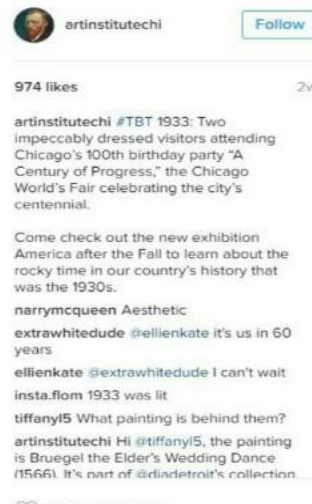 artinstitutechi
Follow
974 likes
artinstitutechi #TBT 1933: Two
impeccably dressed visitors attending
Chicago's 100th birthday party "A
Century of Progress," the Chicago
World's Fair celebrating the city's
centennial.
Come check out the new exhibition
America after the Fall to learn about the
rocky time in our country's history that
was the 1930s.
narrymcqueen Aesthetic
extrawhitedude @ellienkate it's us in 60
years
ellienkate @extrawhitedude I can't wait
insta.flom 1933 was lit
tiffanyl5 What painting is behind them?
artinstitutechi Hi @tiffanyl5, the painting
is Bruegel the Elder's Wedding Dance
(1566). It's part of @diadetroit's collection.